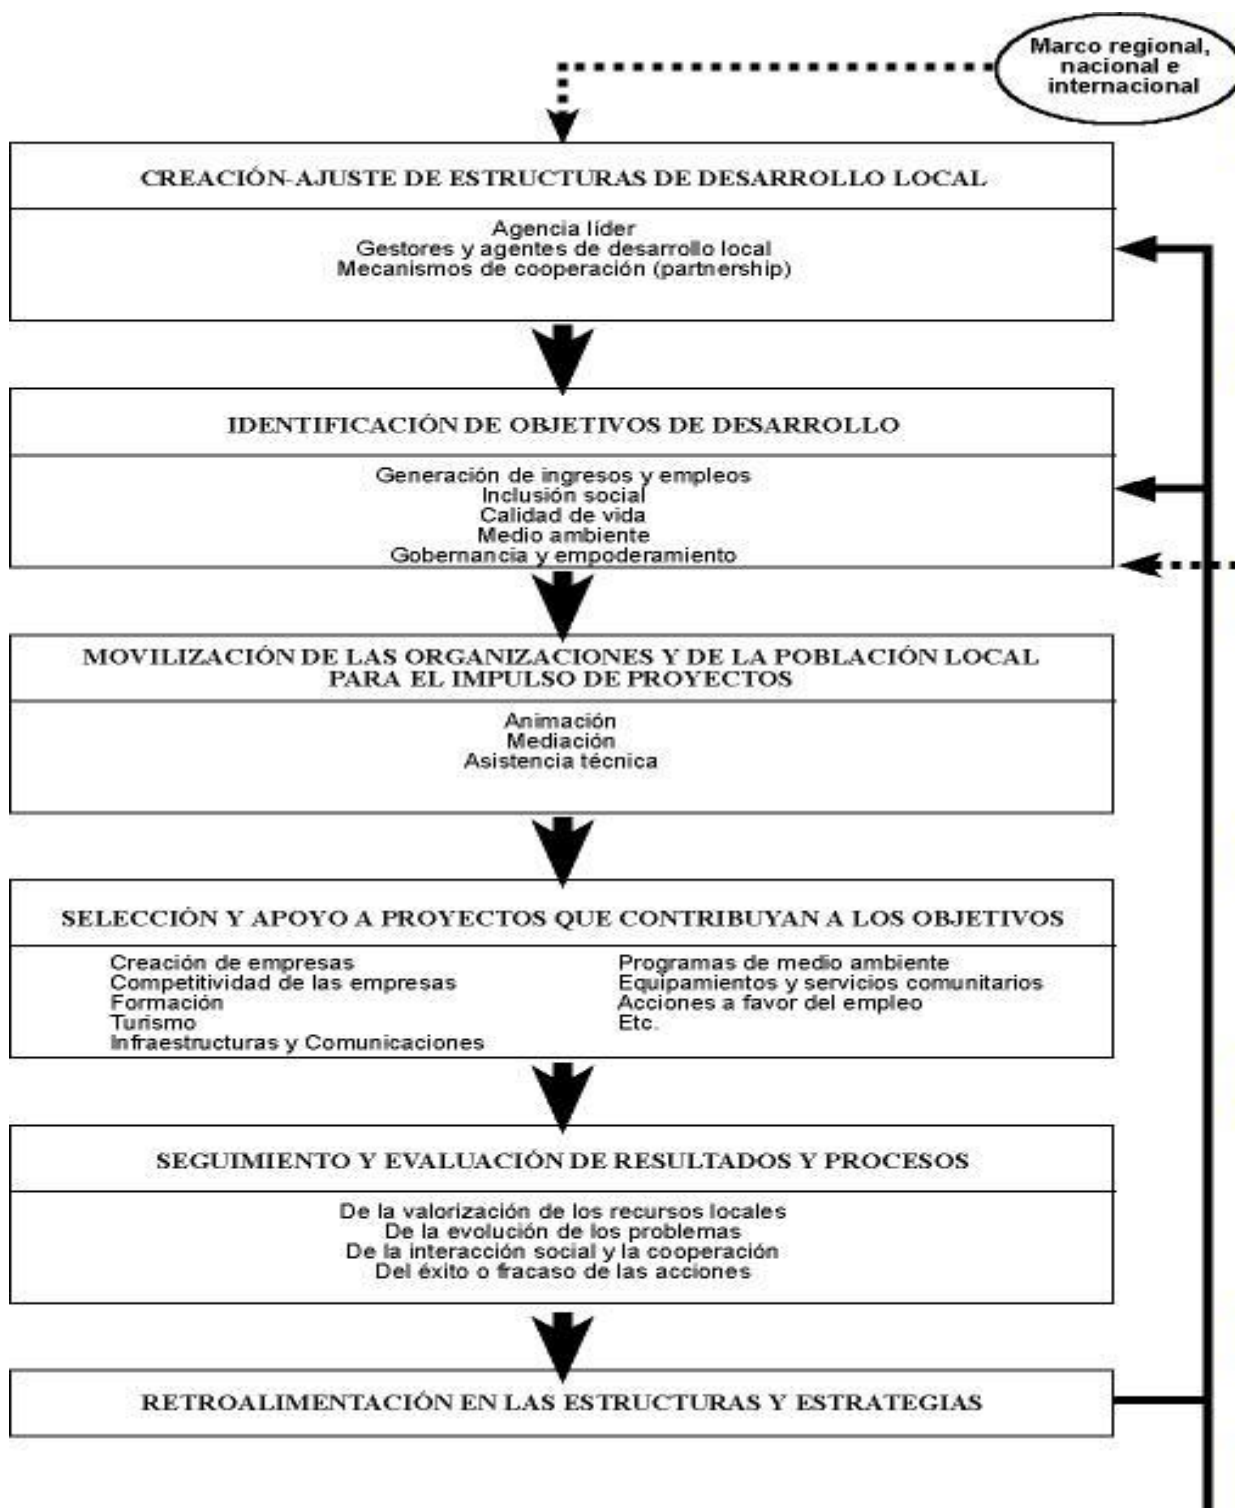 Marco regional,
nacional e
internacional
CREACIÓN-AJUSTE DE ESTRUCTURAS DE DESARROLLO LOCAL
Agencia líder
Gestores y agentes de desarrollo local
Mecanismos de cooperación (partnership)
IDENTIFICACIÓN DE OBJETIVOS DE DESARROLLO
Generación de ingresos y empleos
Inclusión social
Calidad de vida
Medio ambiente
Gobernancia y empoderamiento
MOVILIZACIÓN DE LAS ORGANIZACIONES Y DE LA POBLACIÓN LOCAL
PARA EL IMPULSO DE PROYECTOS
Animación
Mediación
Asistencia técnica
SELECCIÓN Y APOYO A PROYECTOS QUE CONTRIBUYAN A LOS OBJETIVOS
Creación de empresas
Competitividad de las empresas
Formación
Turismo
Infraestructuras y Comunicaciones
Programas de medio ambiente
Equipamientos y servicios comunitarios
Acciones a favor del empleo
Etc.
SEGUIMIENTO Y EVALUACIÓN DE RESULTADOS Y PROCESOS
De la valorización de los recursos locales
De la evolución de los problemas
De la interacción social y la cooperación
Del éxito o fracaso de las acciones
RETROALIMENTACIÓN EN LAS ESTRUCTURAS Y ESTRATEGIAS